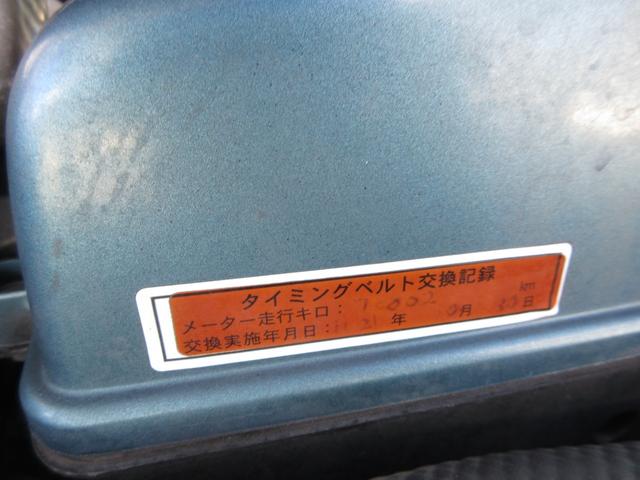 タイミングベルト交換記録
メーター走行キロ： km
交換実施年月日： 年 月 日